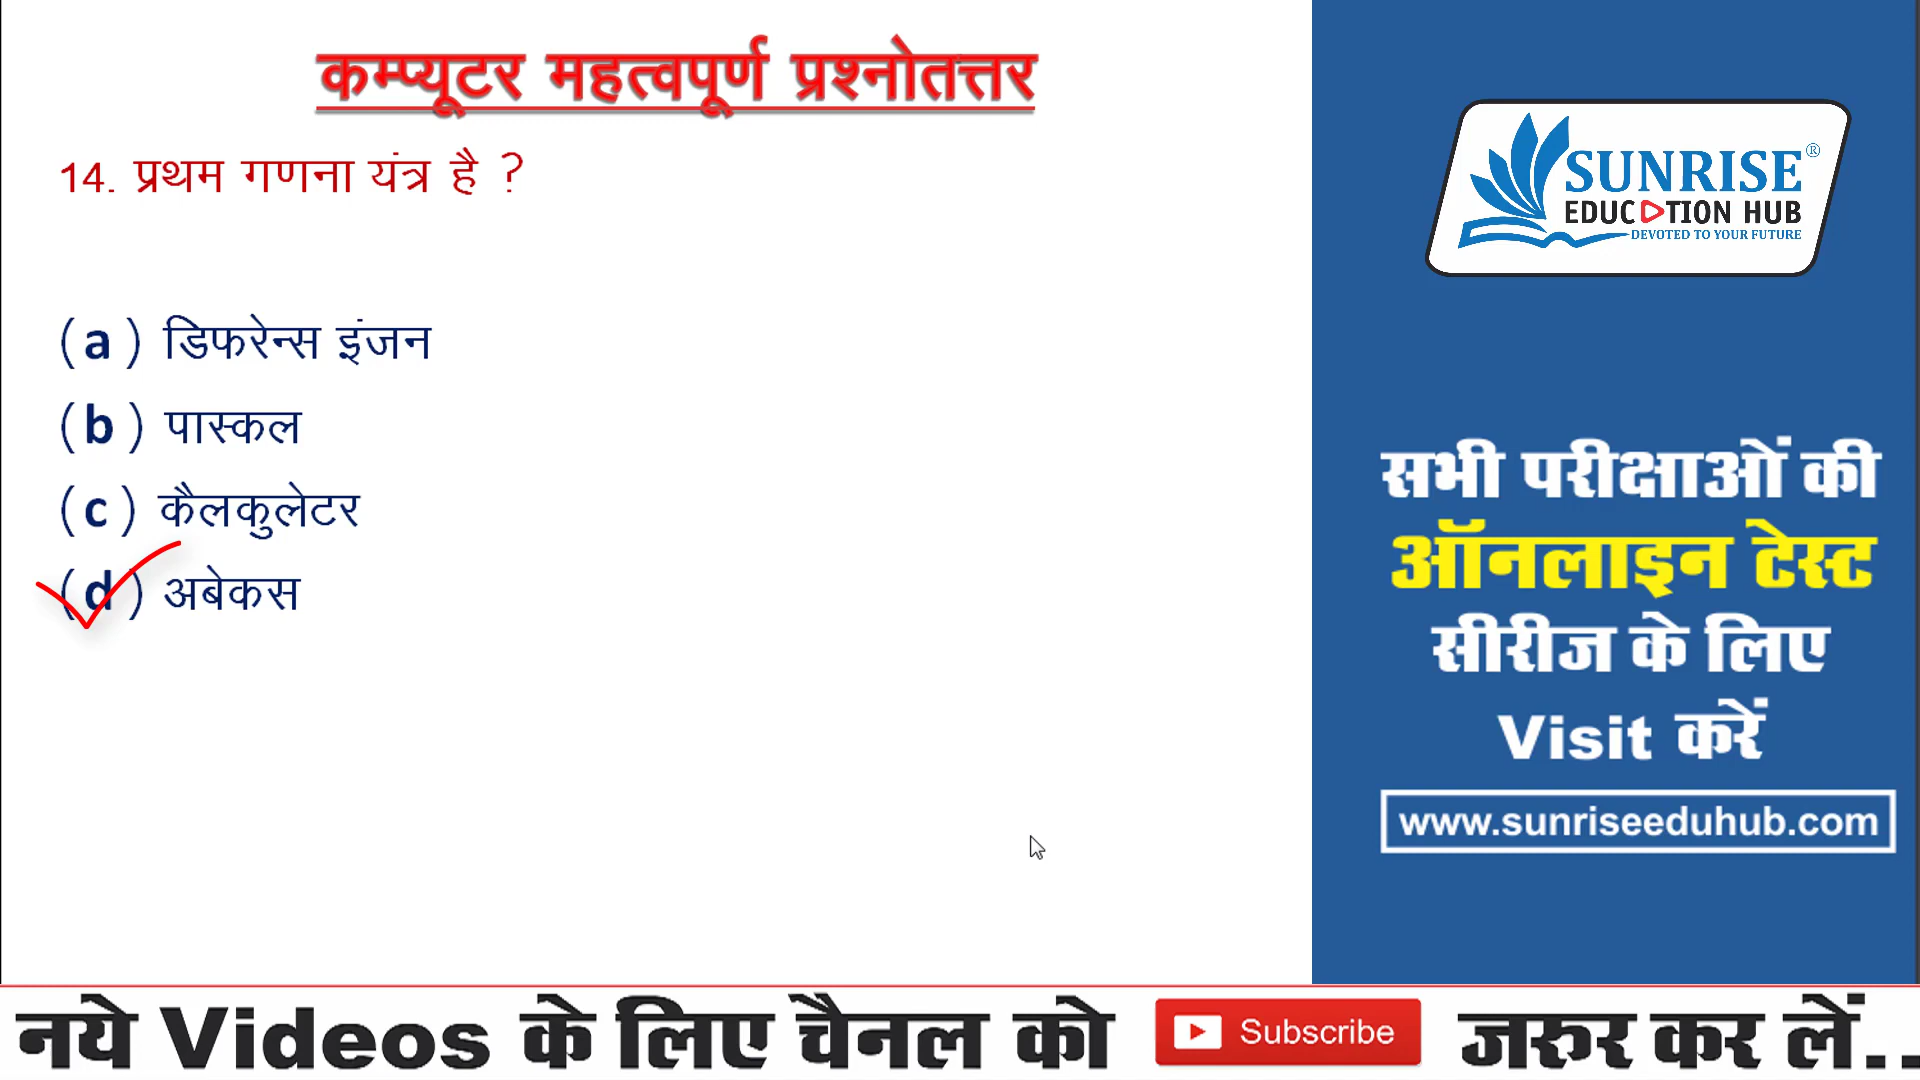 कम्प्यूटर महत्वपूर्ण प्रश्नोतत्तर
14. प्रथम गणना यंत्र है ?
(a) डिफरेन्स इंजन
(b) पास्कल
(c) कैलकुलेटर
(d) अबेकस
SUNRISE®
EDUCATION HUB
DEVOTED TO YOUR FUTURE
सभी परीक्षाओं की
ऑनलाइन टेस्ट
सीरीज के लिए
Visit करें
www.sunriseeduhub.com
नये Videos के लिए चैनल को Subscribe जरुर कर लें..